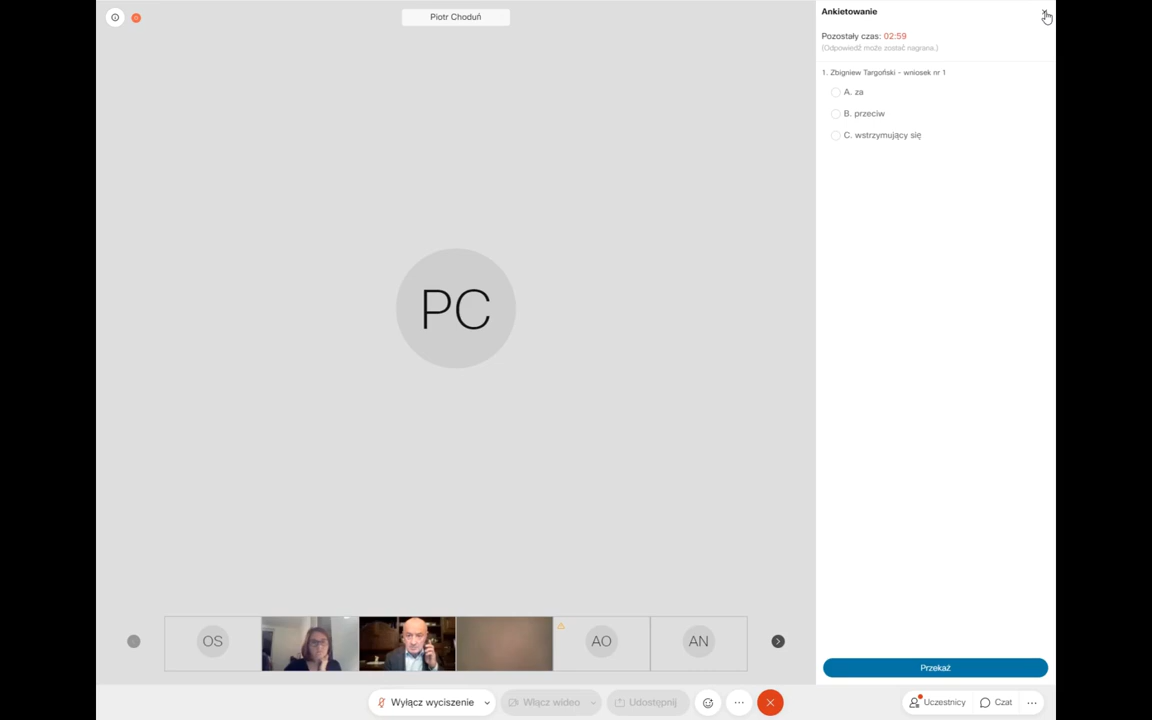 Piotr Choduń
PC
OS
AO
AN
Wyłącz wyciszenie
Włącz wideo
Udostępnij
Ankietowanie
Pozostały czas: 02:59
(Odpowiedź może zostać nagrana.)
1. Zbigniew Targoński - wniosek nr 1
A. za
B. przeciw
C. wstrzymujący się
Przekaż
Uczestnicy
Czat